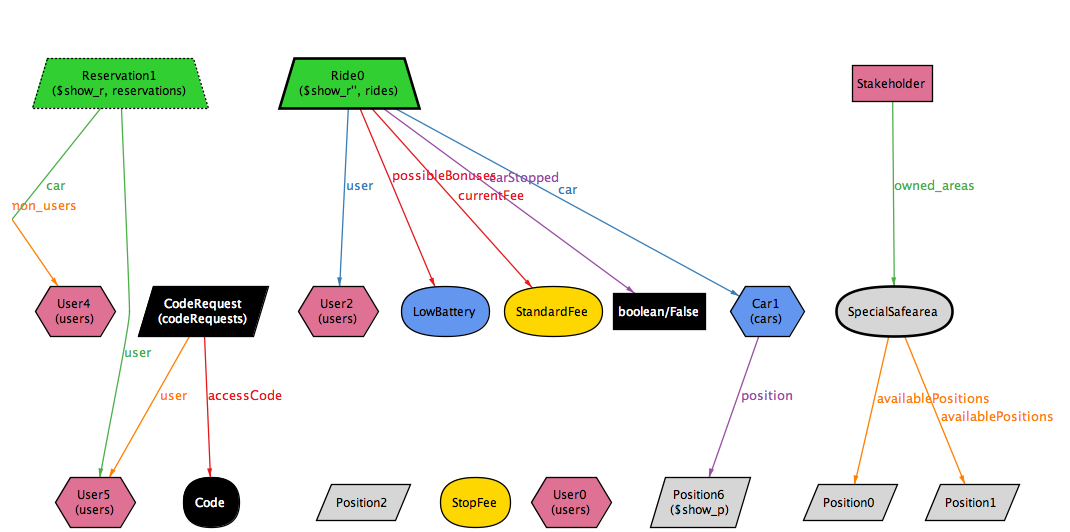 Reservation1
($show_r, reservations)
Ride0
($show_r", rides)
Stakeholder
car
non_users
user
possibleBonuses
carStopped
currentFee
car
owned_areas
User4
(users)
CodeRequest
(codeRequests)
User2
(users)
LowBattery
StandardFee
boolean/False
Car1
(cars)
SpecialSafearea
user
user
accessCode
position
availablePositions
availablePositions
User5
(users)
Code
Position2
StopFee
User0
(users)
Position6
($show_p)
Position0
Position1